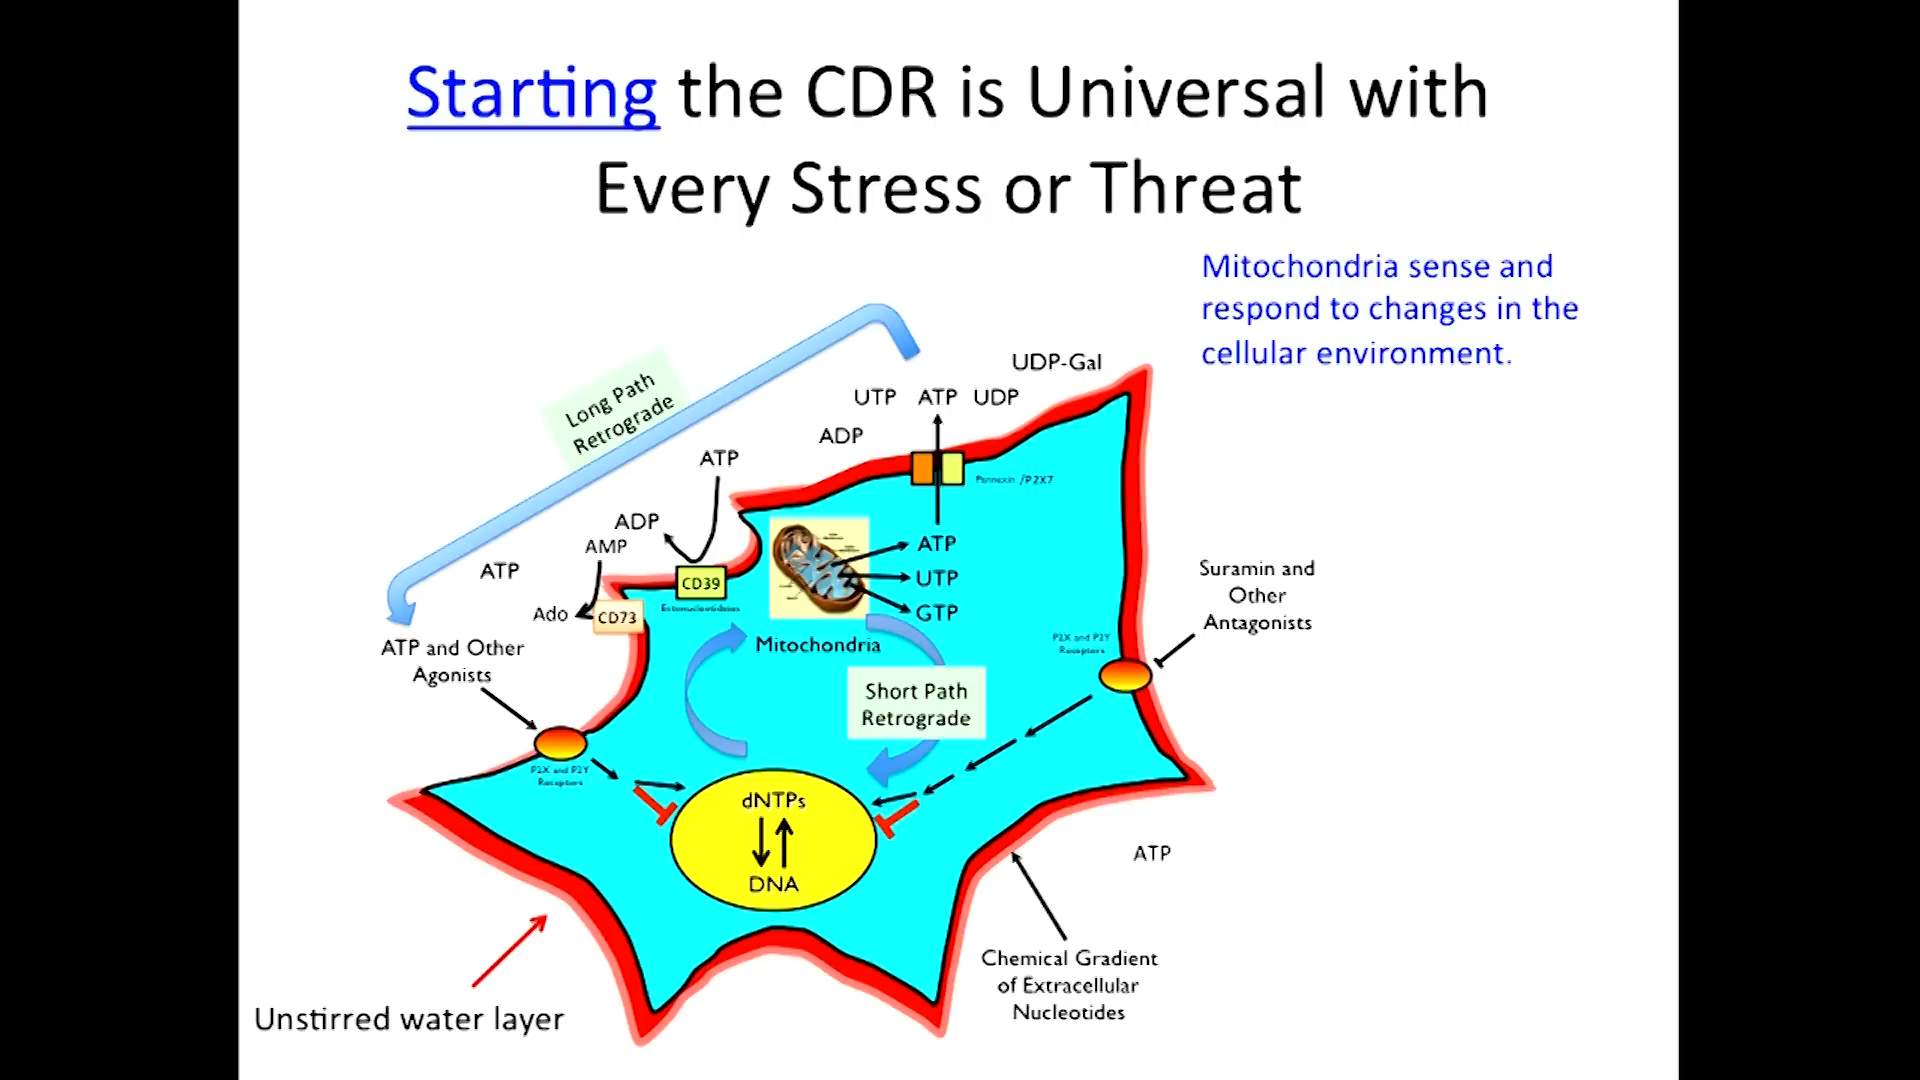 Starting the CDR is Universal with
Every Stress or Threat
Mitochondria sense and
respond to changes in the
cellular environment.
Long Path
Retrograde
UDP-Gal
UTP ATP UDP
ADP
ATP
Pannexin /P2X7
ADP
AMP
ATP
CD39
Ectonucleotidases
Ado
CD73
ATP
UTP
GTP
Mitochondria
Suramin and
Other
Antagonists
P2X and P2Y
Receptors
ATP and Other
Agonists
Short Path
Retrograde
P2X and P2Y
Receptors
dNTPs
DNA
ATP
Chemical Gradient
of Extracellular
Nucleotides
Unstirred water layer